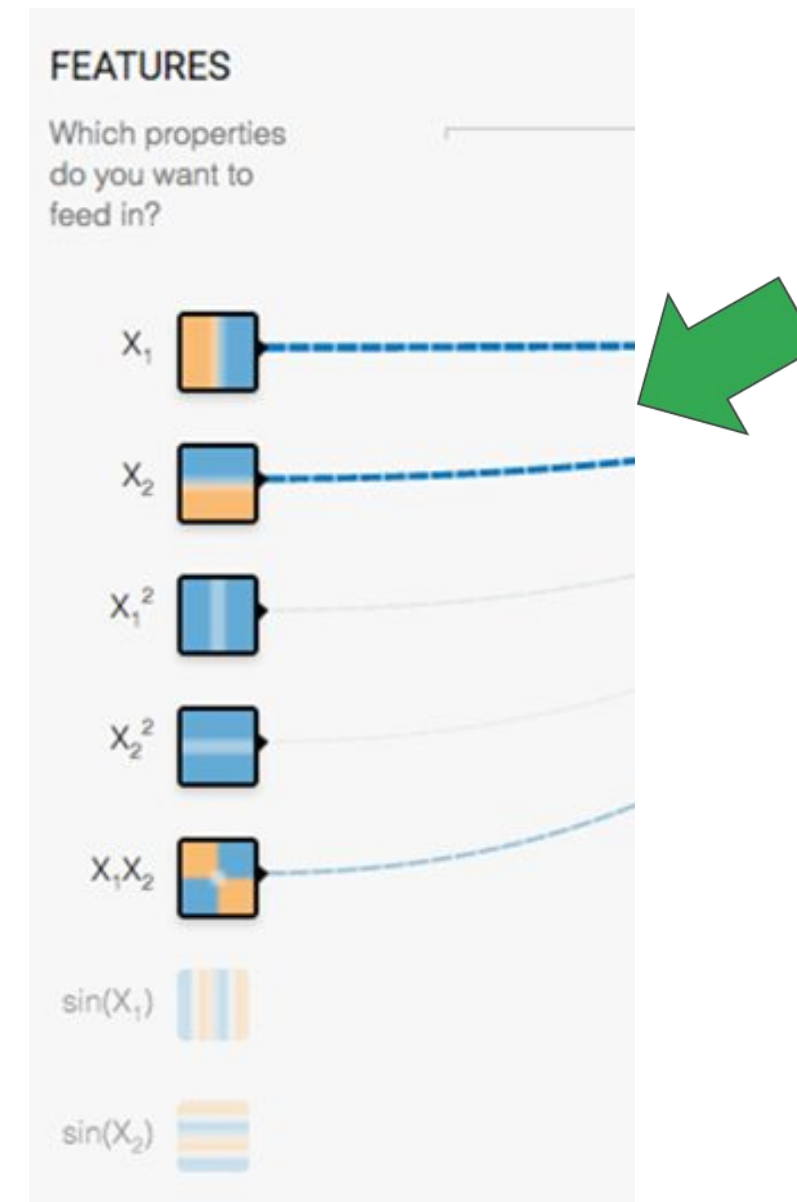 FEATURES
Which properties
do you want to
feed in?
X₁
X₂
X₁²
X₂²
X₁X₂
sin(X₁)
sin(X₂)